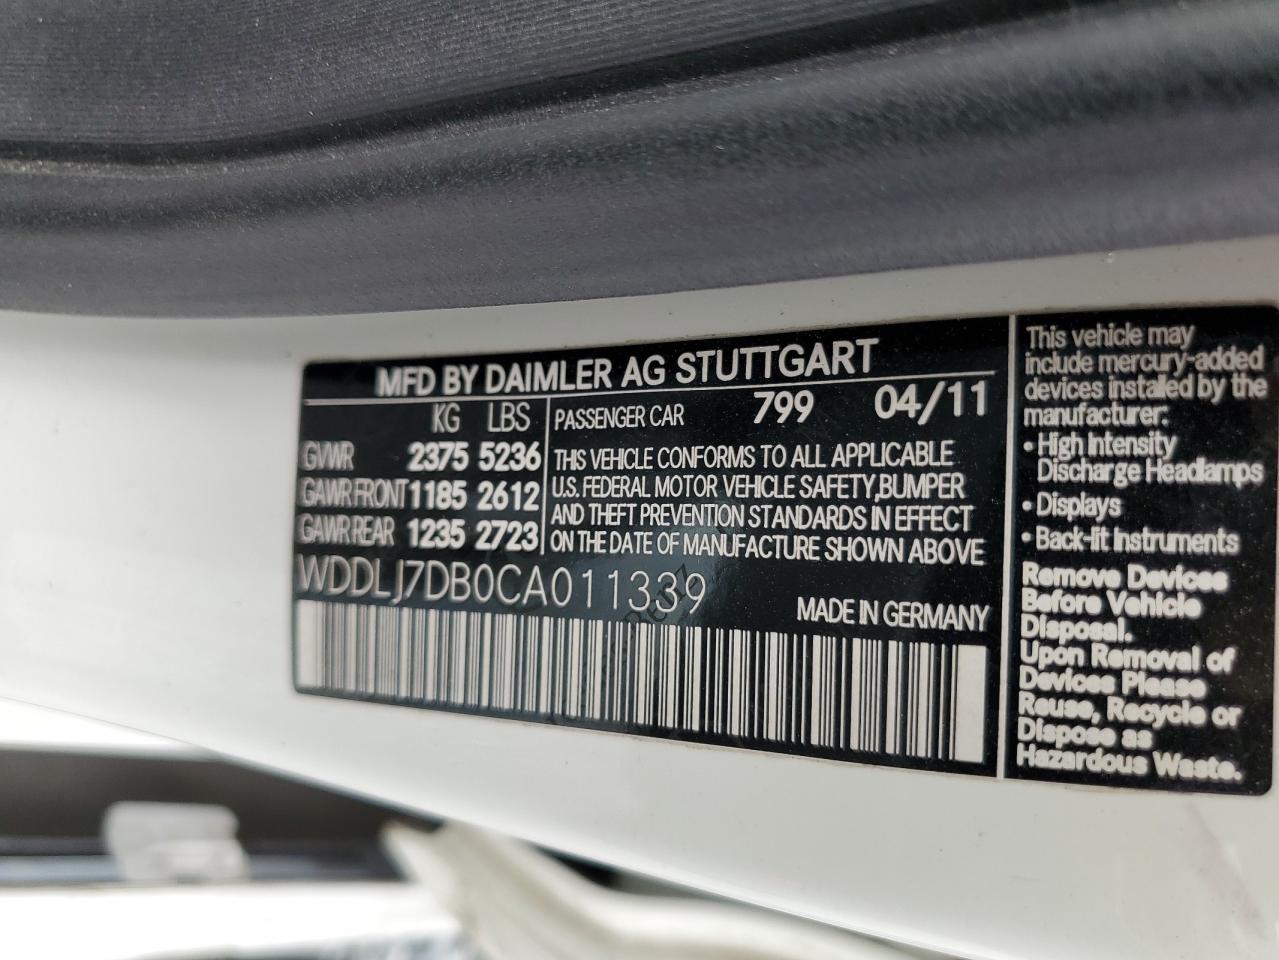 MFD BY DAIMLER AG STUTTGART
KG LBS
GVWR 2375 5236
GAWR FRONT 1185 2612
GAWR REAR 1235 2723
PASSENGER CAR 799 04/11
THIS VEHICLE CONFORMS TO ALL APPLICABLE
U.S. FEDERAL MOTOR VEHICLE SAFETY,BUMPER
AND THEFT PREVENTION STANDARDS IN EFFECT
ON THE DATE OF MANUFACTURE SHOWN ABOVE
WDDLJ7DB0CA011339
MADE IN GERMANY
This vehicle may
include mercury-added
devices installed by the
manufacturer:
• High Intensity
Discharge Headlamps
• Displays
• Back-lit Instruments
Remove Devices
Before Vehicle
Disposal.
Upon Removal of
Devices Please
Reuse, Recycle or
Dispose as
Hazardous Waste.